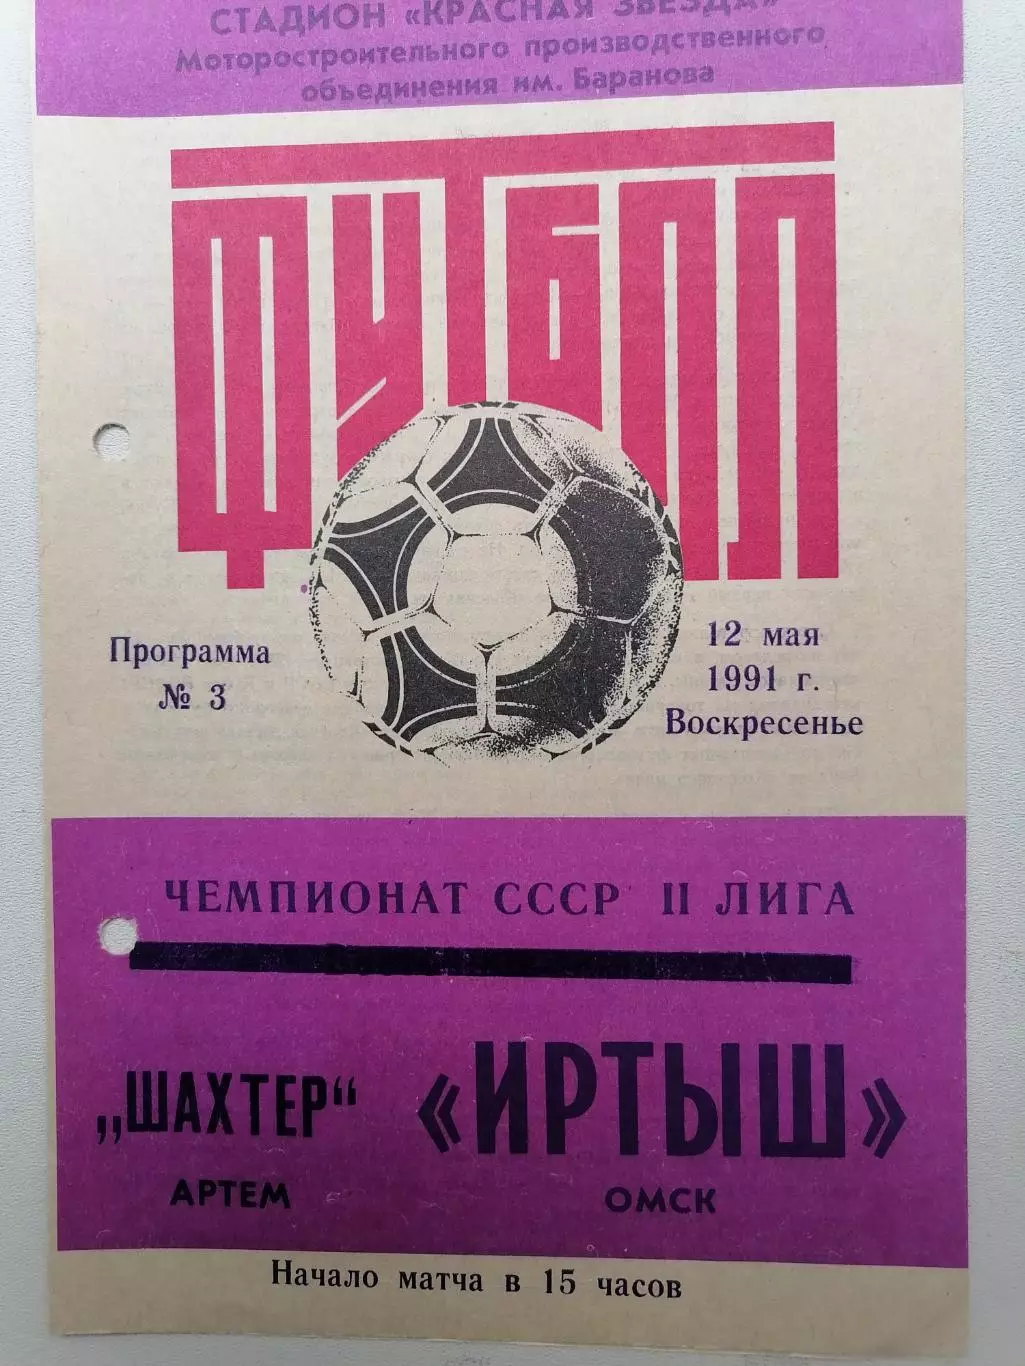 СТАДИОН «КРАСНАЯ ЗВЕЗДА»
Моторостроительного производственного
объединения им. Баранова
ФУТБОЛ
Программа
№ 3
12 мая
1991 г.
Воскресенье
ЧЕМПИОНАТ СССР II ЛИГА
„ШАХТЕР“
АРТЕМ
«ИРТЫШ»
ОМСК
Начало матча в 15 часов